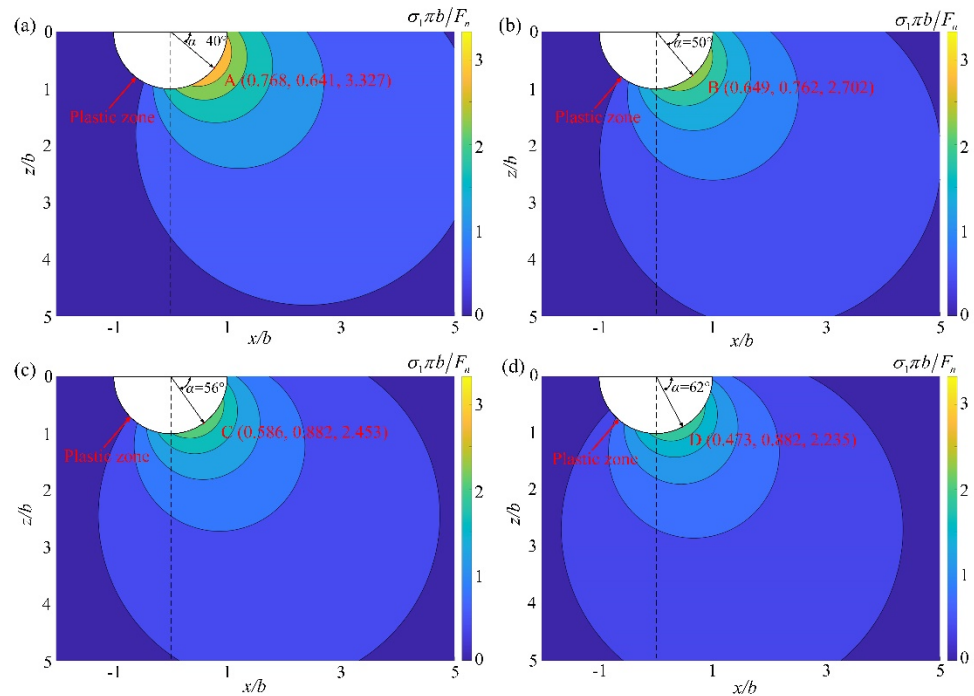 (a)
σ₁πb/Fₙ
0
1
2
3
4
5
z/b
-1
1
3
5
x/b
α 40°
A (0.768, 0.641, 3.327)
Plastic zone
3
2
1
0
(b)
σ₁πb/Fₙ
0
1
2
3
4
5
z/b
-1
1
3
5
x/b
α=50°
B (0.649, 0.762, 2.702)
Plastic zone
3
2
1
0
(c)
σ₁πb/Fₙ
0
1
2
3
4
5
z/b
-1
1
3
5
x/b
α=56°
C (0.586, 0.882, 2.453)
Plastic zone
3
2
1
0
(d)
σ₁πb/Fₙ
0
1
2
3
4
5
z/b
-1
1
3
5
x/b
α=62°
D (0.473, 0.882, 2.235)
Plastic zone
3
2
1
0